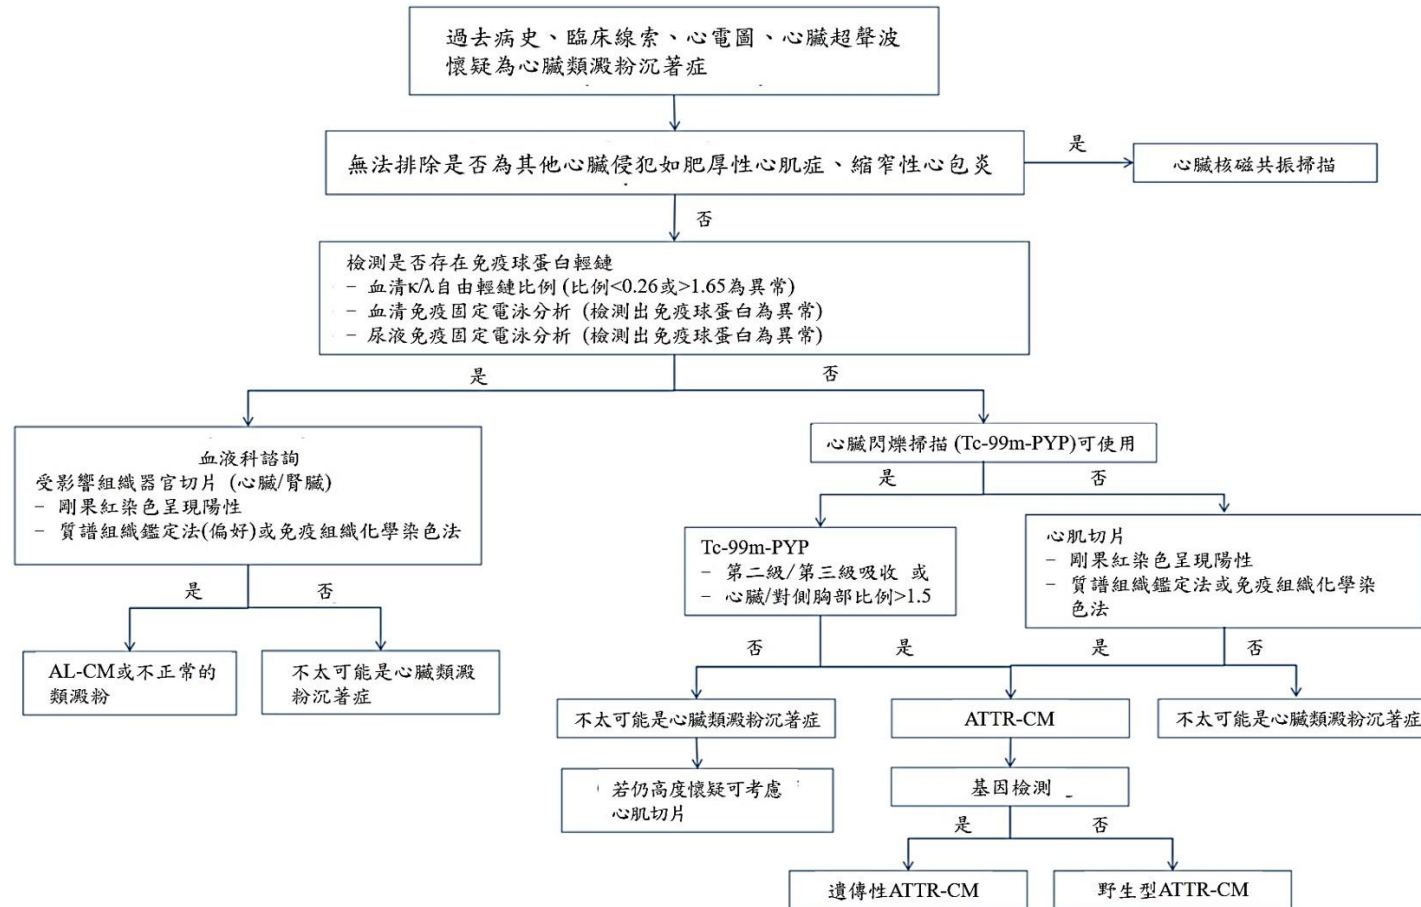 過去病史、臨床線索、心電圖、心臟超聲波
懷疑為心臟類澱粉沉著症
無法排除是否為其他心臟侵犯如肥厚性心肌症、縮窄性心包炎
是
心臟核磁共振掃描
否
檢測是否存在免疫球蛋白輕鏈
– 血清κ/λ自由輕鏈比例 (比例<0.26或>1.65為異常)
– 血清免疫固定電泳分析 (檢測出免疫球蛋白為異常)
– 尿液免疫固定電泳分析 (檢測出免疫球蛋白為異常)
是
否
血液科諮詢
受影響組織器官切片 (心臟/腎臟)
– 剛果紅染色呈現陽性
– 質譜組織鑑定法(偏好)或免疫組織化學染色法
心臟閃爍掃描 (Tc-99m-PYP)可使用
是
否
Tc-99m-PYP
– 第二級/第三級吸收 或
– 心臟/對側胸部比例>1.5
心肌切片
– 剛果紅染色呈現陽性
– 質譜組織鑑定法或免疫組織化學染
色法
是
否
AL-CM或不正常的
類澱粉
不太可能是心臟類澱
粉沉著症
否
是
是
否
不太可能是心臟類澱粉沉著症
ATTR-CM
不太可能是心臟類澱粉沉著症
若仍高度懷疑可考慮
心肌切片
基因檢測
是
否
遺傳性ATTR-CM
野生型ATTR-CM